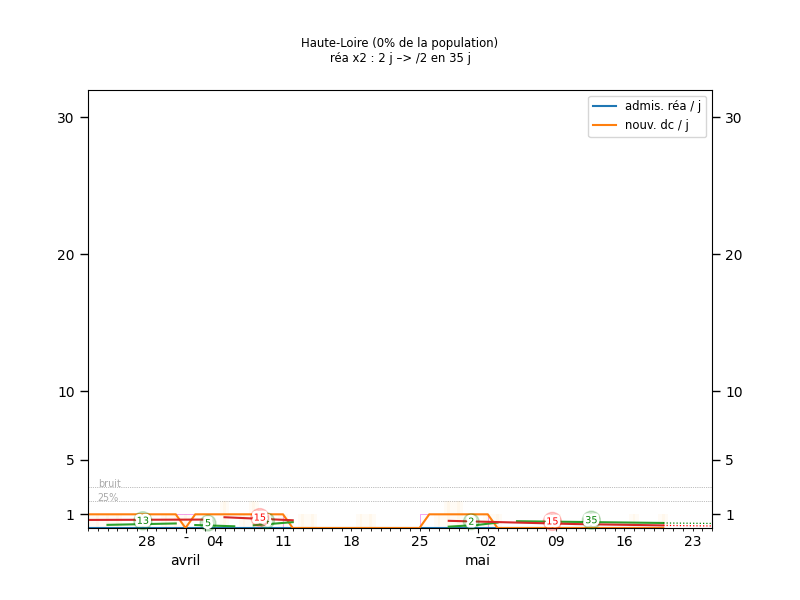 Haute-Loire (0% de la population)
réa x2 : 2 j –> /2 en 35 j
admis. réa / j
nouv. dc / j
30 30
20 20
10 10
5 5
bruit
25%
1 1
13 5 15 2 15 35
28 - 04 11 18 25 - 02 09 16 23
avril mai